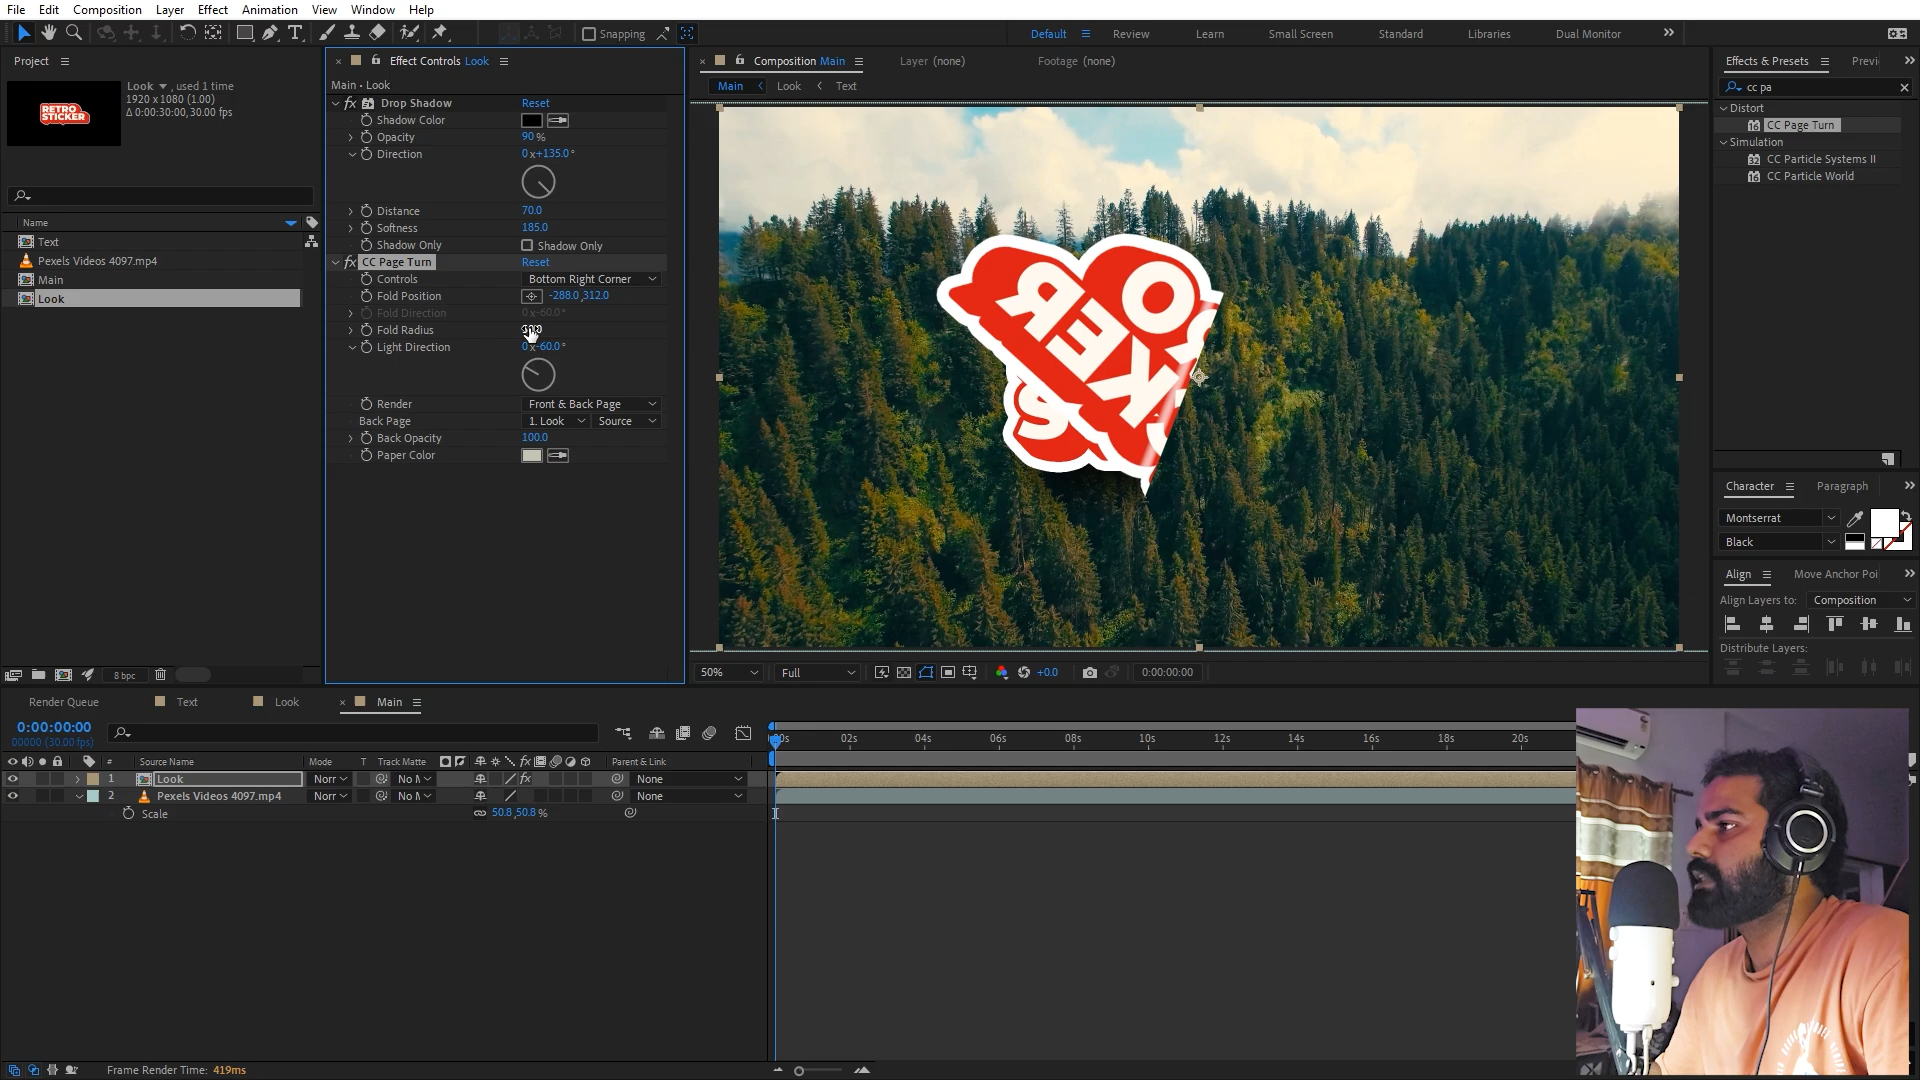 File Edit Composition Layer Effect Animation View Window Help
Snapping
Default Review Learn Small Screen Standard Libraries Dual Monitor
Project
Look , used 1 time
1920 x 1080 (1.00)
Δ 0:00:30:00, 30.00 fps
RETRO
STICKER
Name
Text
Pexels Videos 4097.mp4
Main
Look
8 bpc
Effect Controls Look
Main • Look
fx Drop Shadow Reset
Shadow Color
Opacity 90 %
Direction 0 x+135.0 °
Distance 70.0
Softness 185.0
Shadow Only Shadow Only
fx CC Page Turn Reset
Controls Bottom Right Corner
Fold Position -288.0 ,312.0
Fold Direction 0 x-60.0 °
Fold Radius
Light Direction 0 x-60.0 °
Render Front & Back Page
Back Page 1. Look Source
Back Opacity 100.0
Paper Color
Composition Main Layer (none) Footage (none)
Main Look Text
50% Full +0.0 0:00:00:00
Effects & Presets Previ
cc pa
Distort
16 CC Page Turn
Simulation
32 CC Particle Systems II
16 CC Particle World
Character Paragraph
Montserrat
Black
Align Move Anchor Poi
Align Layers to: Composition
Distribute Layers:
Render Queue Text Look Main
0:00:00:00
00000 (30.00 fps)
:00s 02s 04s 06s 08s 10s 12s 14s 16s 18s 20s
# Source Name Mode T Track Matte fx Parent & Link
1 Look Norr No M fx None
2 Pexels Videos 4097.mp4 Norr No M None
Scale 50.8 ,50.8 %
Frame Render Time: 419ms